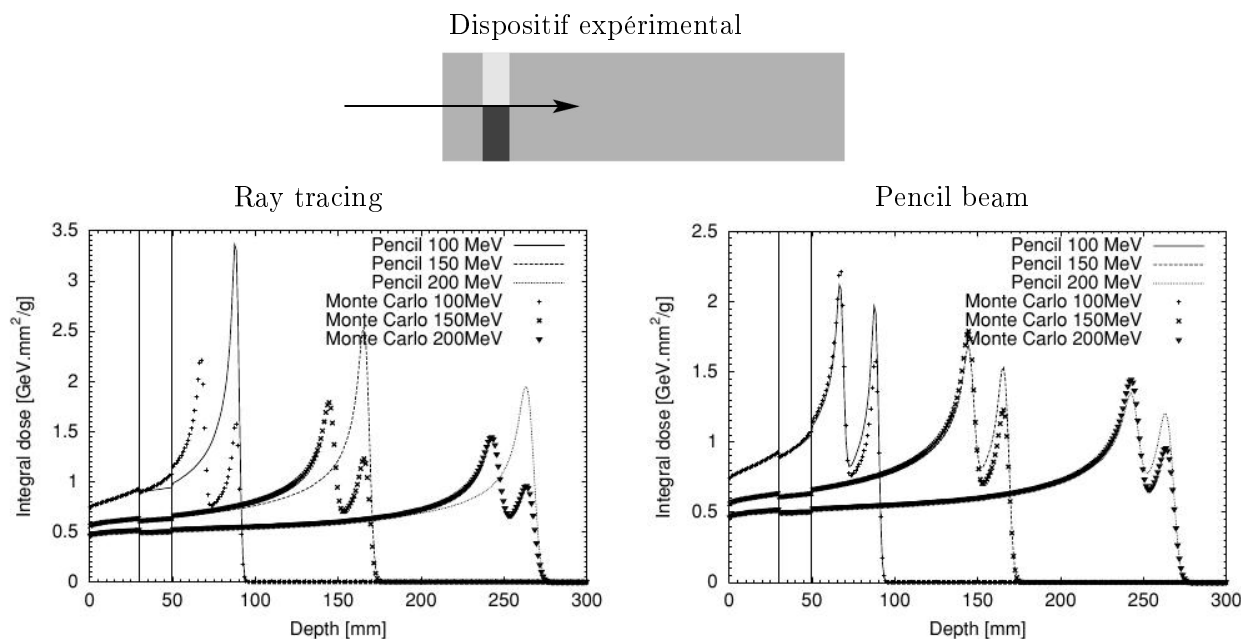 Dispositif expérimental
Ray tracing
3.5
3
2.5
2
1.5
1
0.5
0
Integral dose [GeV.mm²/g]
Pencil 100 MeV
Pencil 150 MeV
Pencil 200 MeV
Monte Carlo 100MeV
Monte Carlo 150MeV
Monte Carlo 200MeV
0 50 100 150 200 250 300
Depth [mm]
Pencil beam
2.5
2
1.5
1
0.5
0
Integral dose [GeV.mm²/g]
Pencil 100 MeV
Pencil 150 MeV
Pencil 200 MeV
Monte Carlo 100MeV
Monte Carlo 150MeV
Monte Carlo 200MeV
0 50 100 150 200 250 300
Depth [mm]